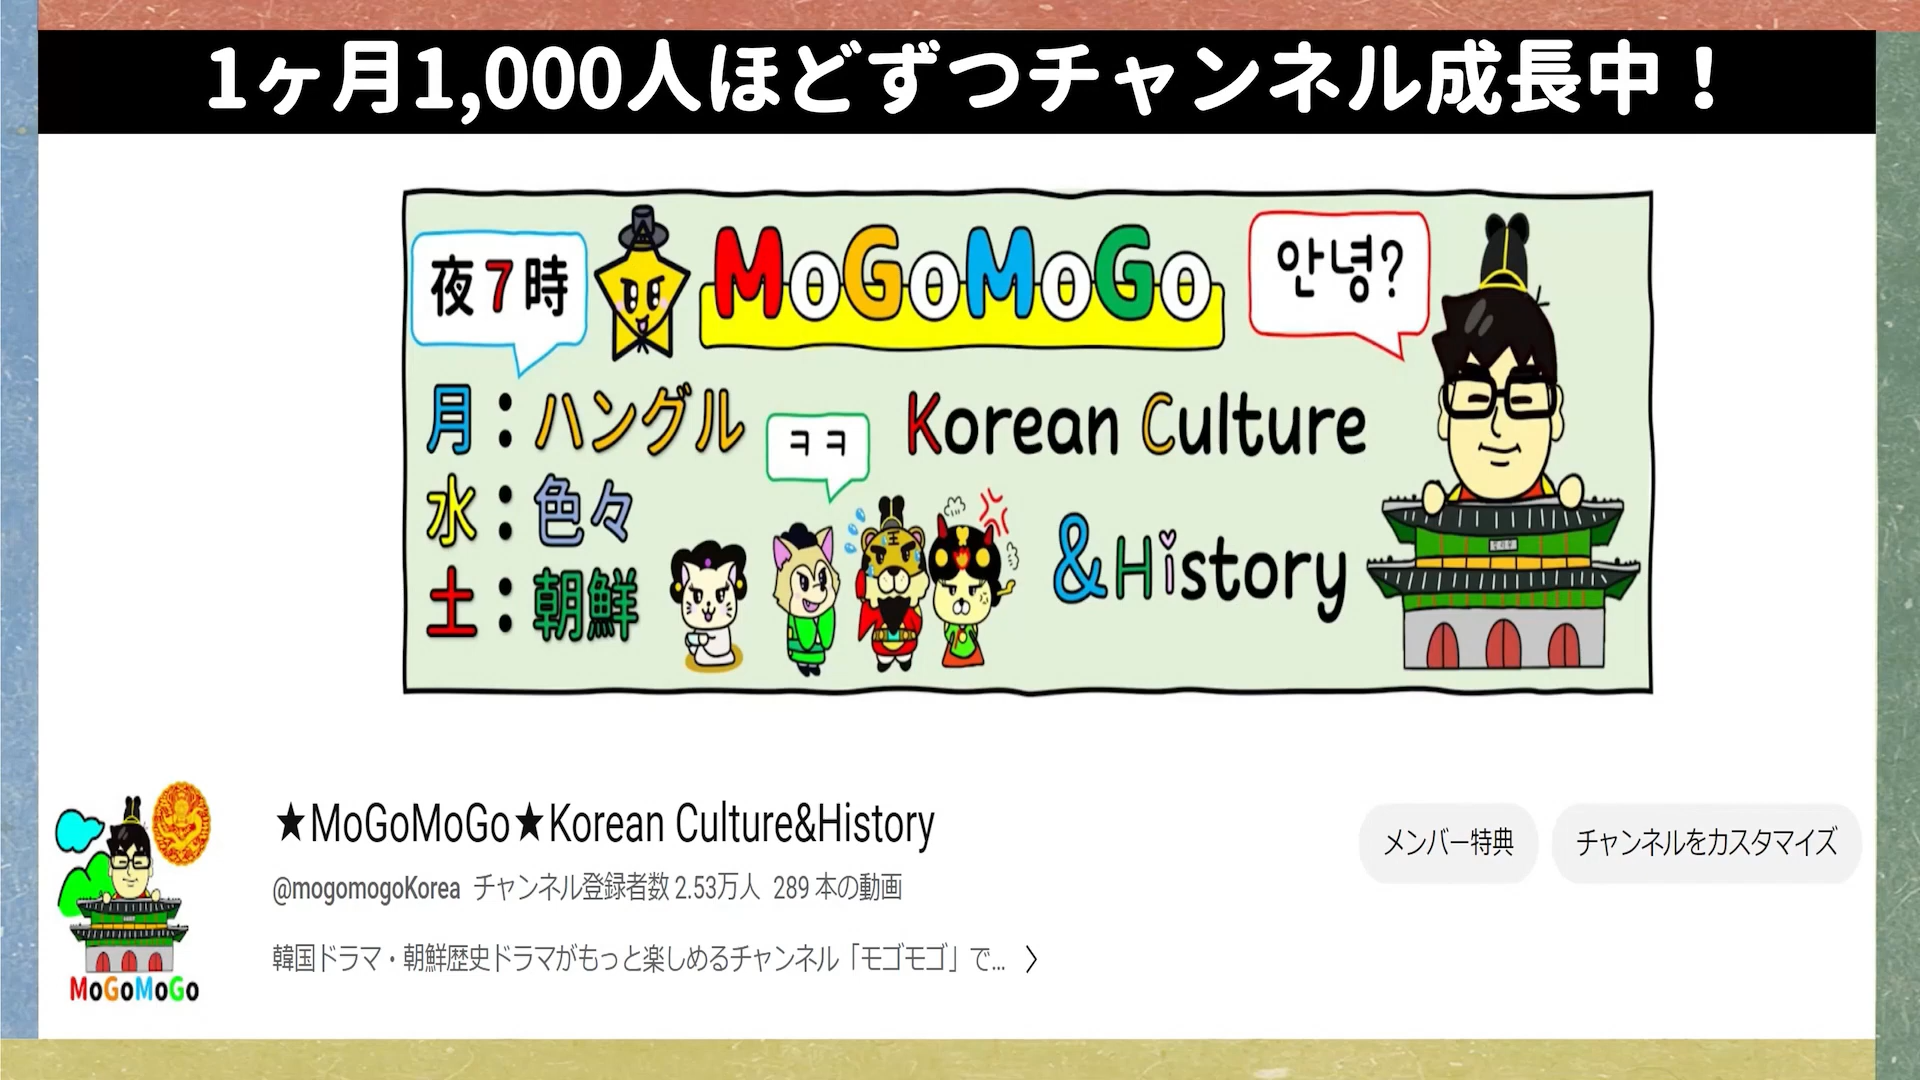 1ヶ月1,000人ほどずつチャンネル成長中！
夜7時
MoGoMoGo
안녕?
月：ハングル
ㅋㅋ
Korean Culture
水：色々
&History
土：朝鮮
王
★MoGoMoGo★Korean Culture&History
@mogomogoKorea チャンネル登録者数 2.53万人 289 本の動画
韓国ドラマ・朝鮮歴史ドラマがもっと楽しめるチャンネル「モゴモゴ」で...
メンバー特典
チャンネルをカスタマイズ
MoGoMoGo